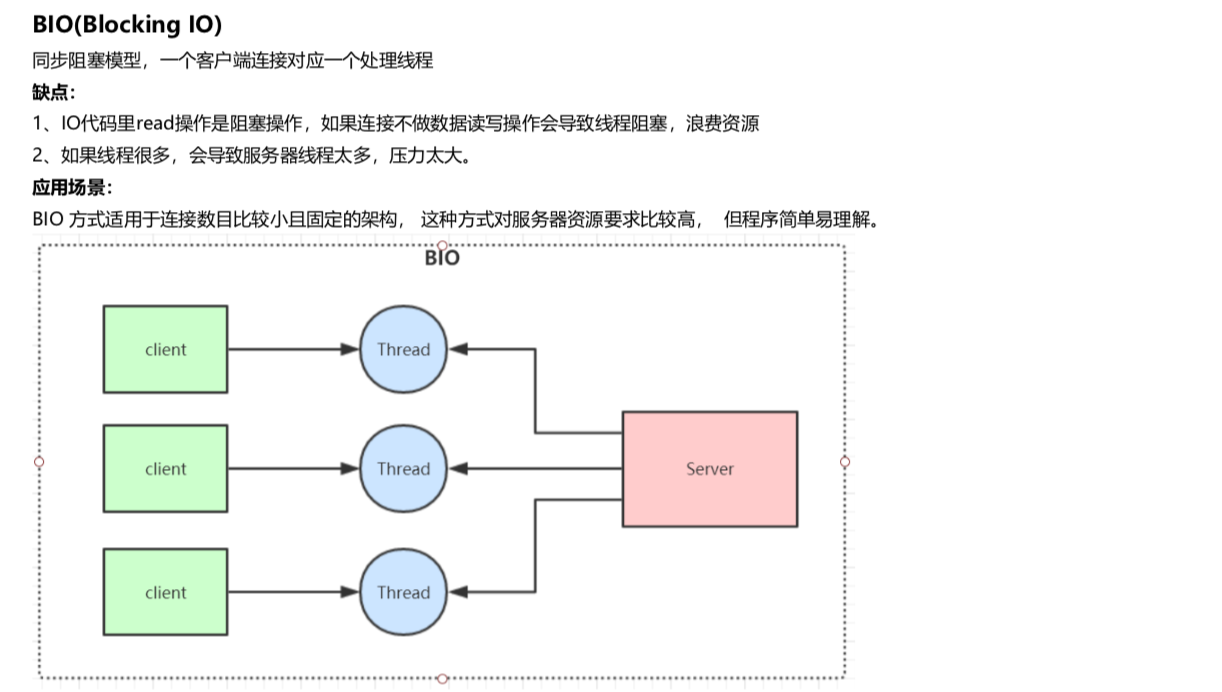 BIO(Blocking IO)
同步阻塞模型，一个客户端连接对应一个处理线程
缺点：
1、IO代码里read操作是阻塞操作，如果连接不做数据读写操作会导致线程阻塞，浪费资源
2、如果线程很多，会导致服务器线程太多，压力太大。
应用场景：
BIO 方式适用于连接数目比较小且固定的架构， 这种方式对服务器资源要求比较高， 但程序简单易理解。
BIO
client
Thread
client
Thread
Server
client
Thread